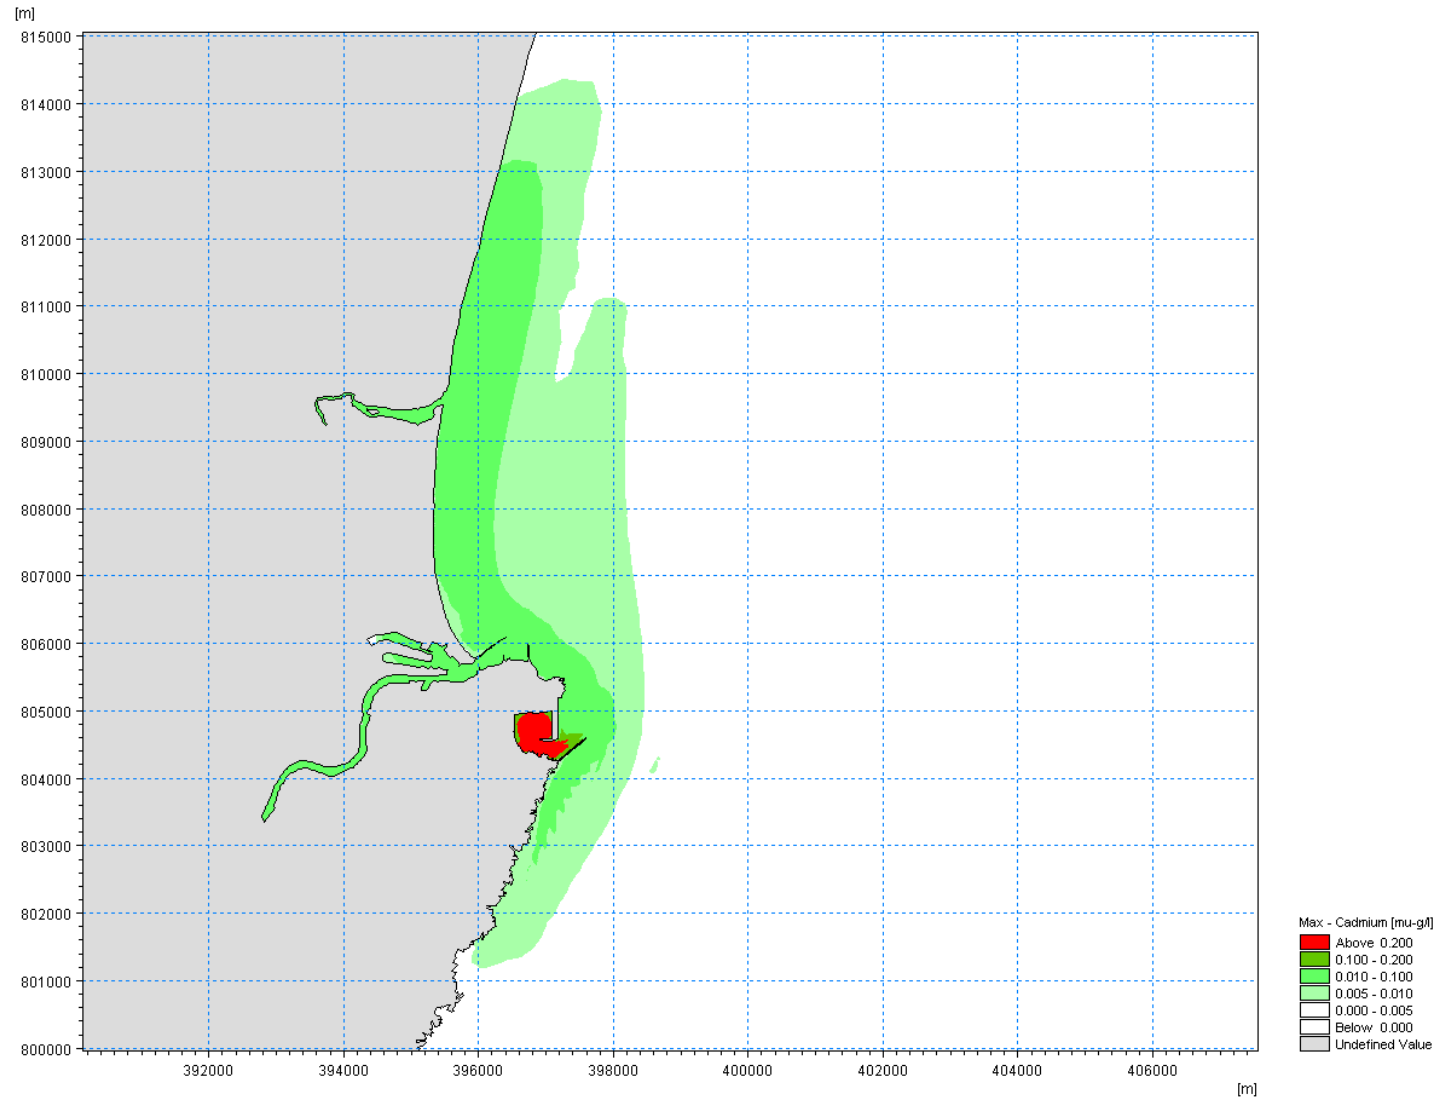 [m]
815000
814000
813000
812000
811000
810000
809000
808000
807000
806000
805000
804000
803000
802000
801000
800000
392000
394000
396000
398000
400000
402000
404000
406000
[m]
Max - Cadmium [mu-g/l]
Above 0.200
0.100 - 0.200
0.010 - 0.100
0.005 - 0.010
0.000 - 0.005
Below 0.000
Undefined Value